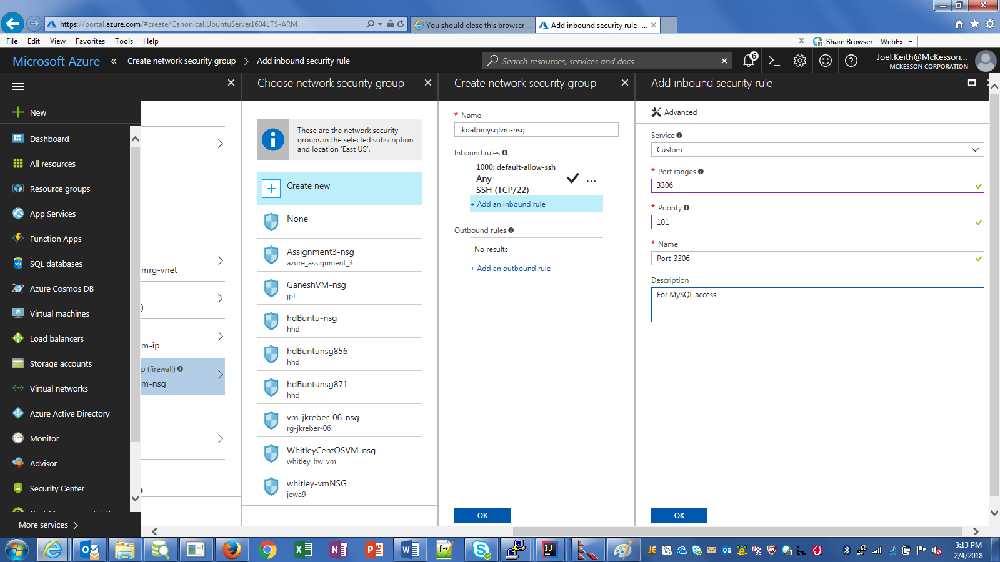 https://portal.azure.com/#create/Canonical.UbuntuServer1604LTS-ARM
You should close this browser ...
Add inbound security rule -...
File Edit View Favorites Tools Help
Share Browser WebEx
Microsoft Azure « Create network security group > Add inbound security rule
Search resources, services and docs
6
Joel.Keith@McKesson...
MCKESSON CORPORATION
New
Dashboard
All resources
Resource groups
App Services
Function Apps
SQL databases
Azure Cosmos DB
Virtual machines
Load balancers
Storage accounts
Virtual networks
Azure Active Directory
Monitor
Advisor
Security Center
More services >
mrg-vnet
)
m-ip
p (firewall)
m-nsg
Choose network security group
These are the network security
groups in the selected subscription
and location 'East US'.
Create new
None
Assignment3-nsg
azure_assignment_3
GaneshVM-nsg
jpt
hdBuntu-nsg
hhd
hdBuntunsg856
hhd
hdBuntunsg871
hhd
vm-jkreber-06-nsg
rg-jkreber-06
WhitleyCentOSVM-nsg
whitley_hw_vm
whitley-vmNSG
jewa9
Create network security group
* Name
jkdafpmysqlvm-nsg
Inbound rules
1000: default-allow-ssh
Any
SSH (TCP/22)
...
+ Add an inbound rule
Outbound rules
No results
+ Add an outbound rule
OK
Add inbound security rule
Advanced
Service
Custom
* Port ranges
3306
* Priority
101
* Name
Port_3306
Description
For MySQL access
OK
3:13 PM
2/4/2018